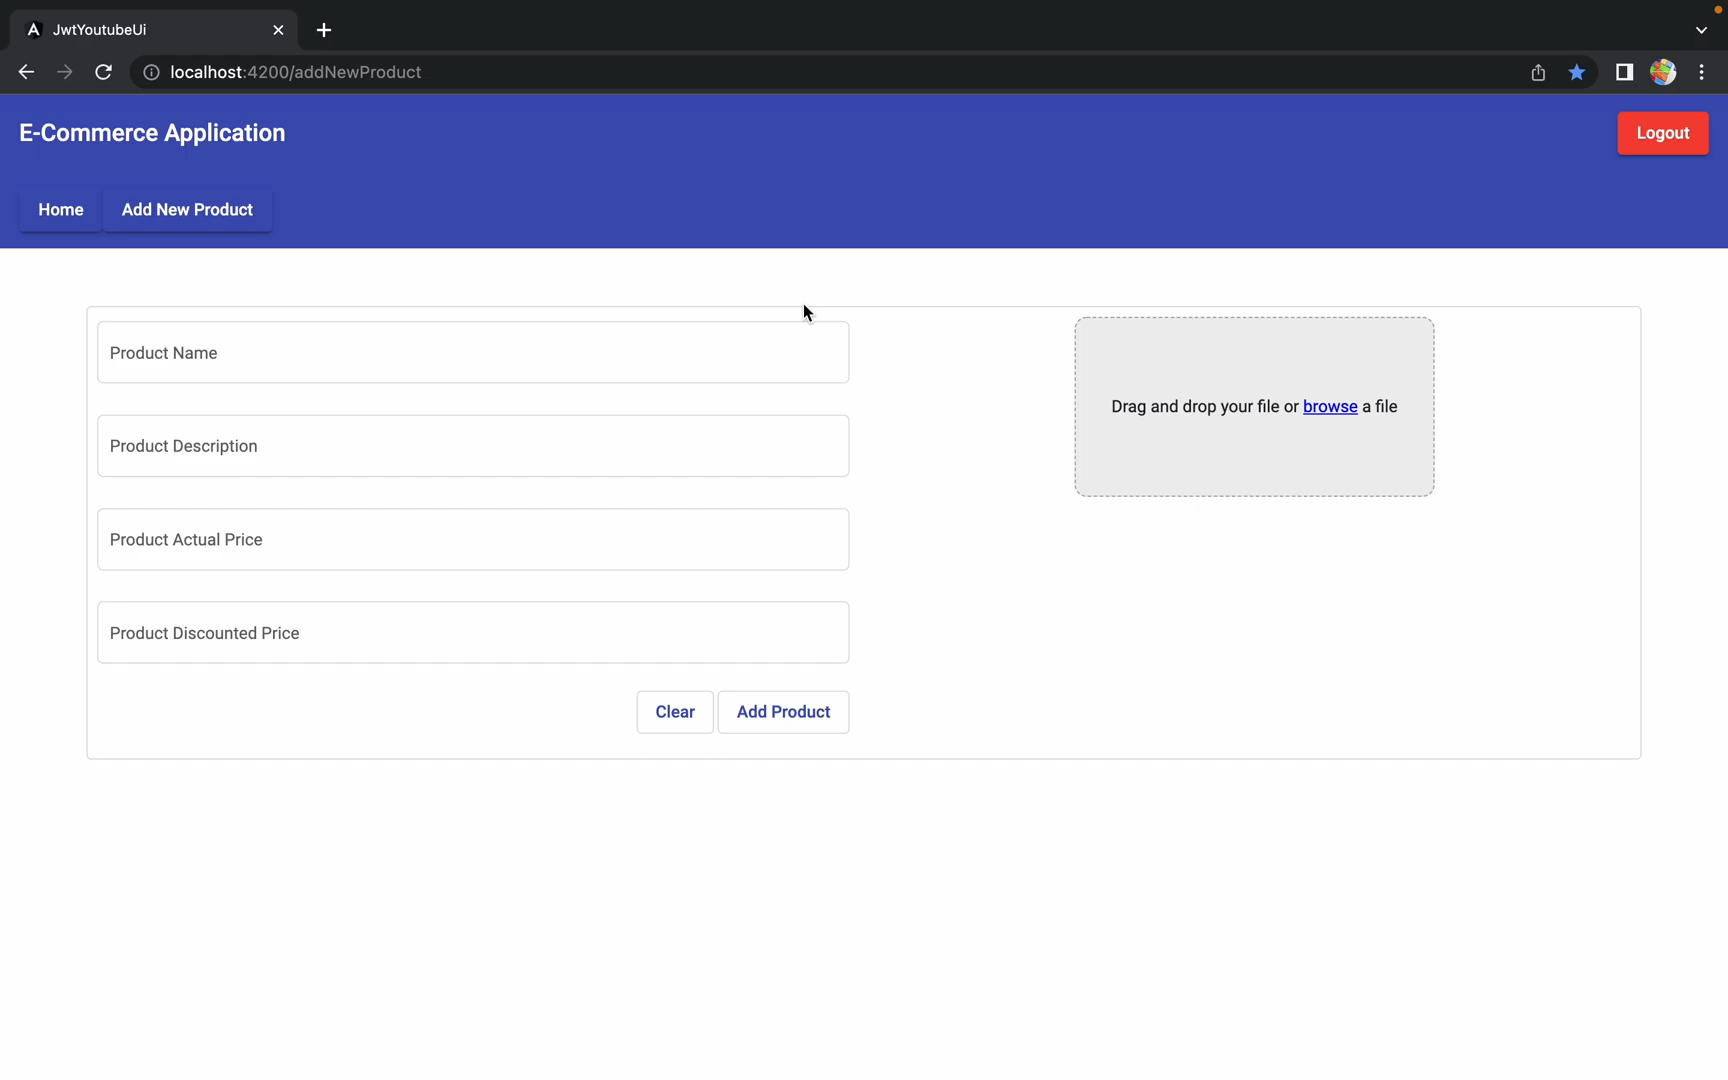 JwtYoutubeUi
localhost:4200/addNewProduct
E-Commerce Application
Logout
Home
Add New Product
Product Name
Product Description
Product Actual Price
Product Discounted Price
Clear
Add Product
Drag and drop your file or browse a file